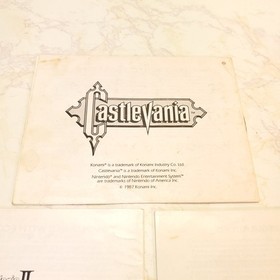 Castlevania
Konami® is a trademark of Konami Industry Co. Ltd.
Castlevania™ is a trademark of Konami Inc.
Nintendo® and Nintendo Entertainment System®
are trademarks of Nintendo of America Inc.
© 1987 Konami Inc.
II